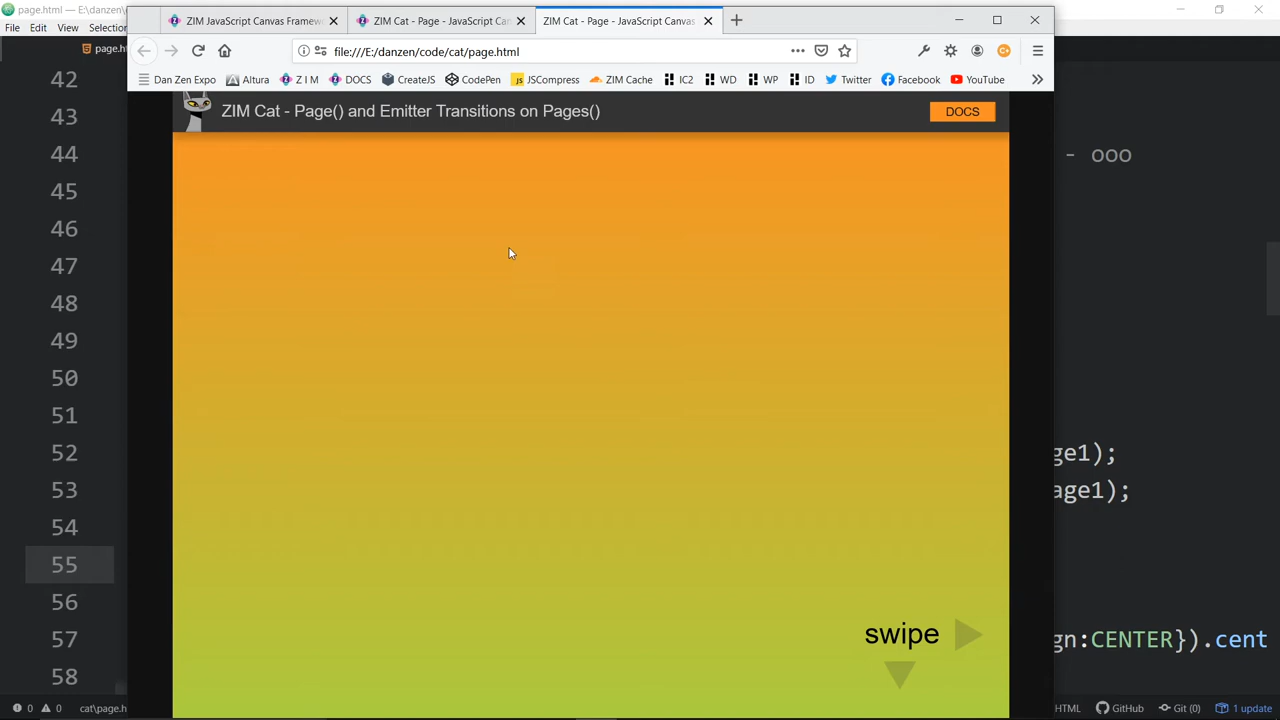 page.html — E:\danzen\
File Edit View Selection
page.h
ZIM JavaScript Canvas Framew
ZIM Cat - Page - JavaScript Can
ZIM Cat - Page - JavaScript Canvas
file:///E:/danzen/code/cat/page.html
Dan Zen Expo Altura Z I M DOCS CreateJS CodePen JSCompress ZIM Cache IC2 WD WP ID Twitter Facebook YouTube
ZIM Cat - Page() and Emitter Transitions on Pages()
DOCS
42
43
44 - ooo
45
46
47
48
49
50
51
52 ge1);
53 age1);
54
55
56
57 gn:CENTER}).cent
58
swipe
0 0 cat\page.h HTML GitHub Git (0) 1 update